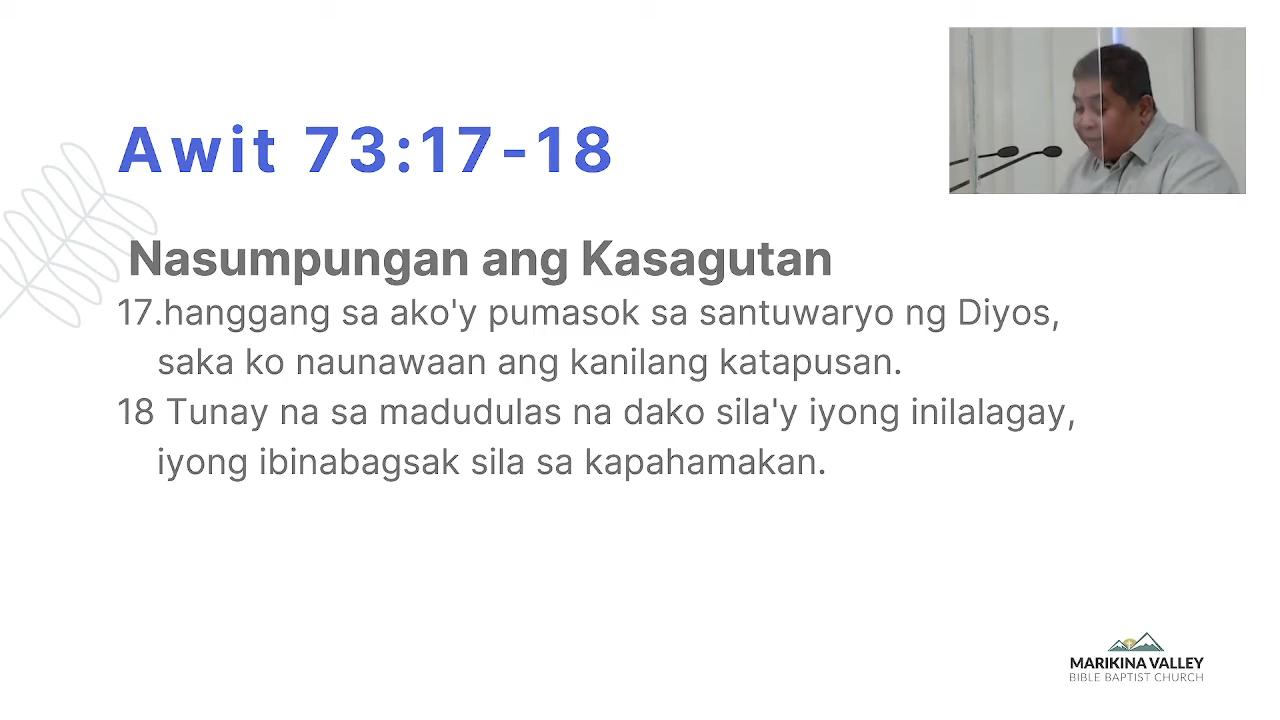 Awit 73:17-18
Nasumpungan ang Kasagutan
17.hanggang sa ako'y pumasok sa santuwaryo ng Diyos,
saka ko naunawaan ang kanilang katapusan.
18 Tunay na sa madudulas na dako sila'y iyong inilalagay,
iyong ibinabagsak sila sa kapahamakan.
MARIKINA VALLEY
BIBLE BAPTIST CHURCH